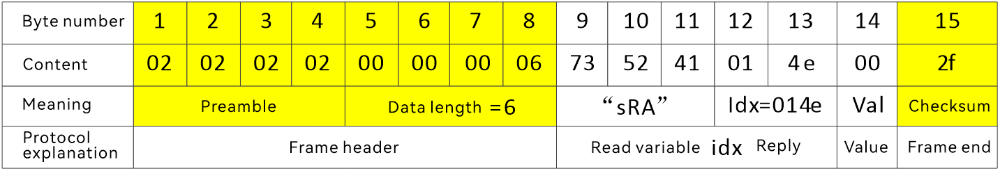 Byte number 1 2 3 4 5 6 7 8 9 10 11 12 13 14 15
Content 02 02 02 02 00 00 00 06 73 52 41 01 4e 00 2f
Meaning Preamble Data length =6 “sRA” Idx=014e Val Checksum
Protocol
explanation Frame header Read variable idx Reply Value Frame end